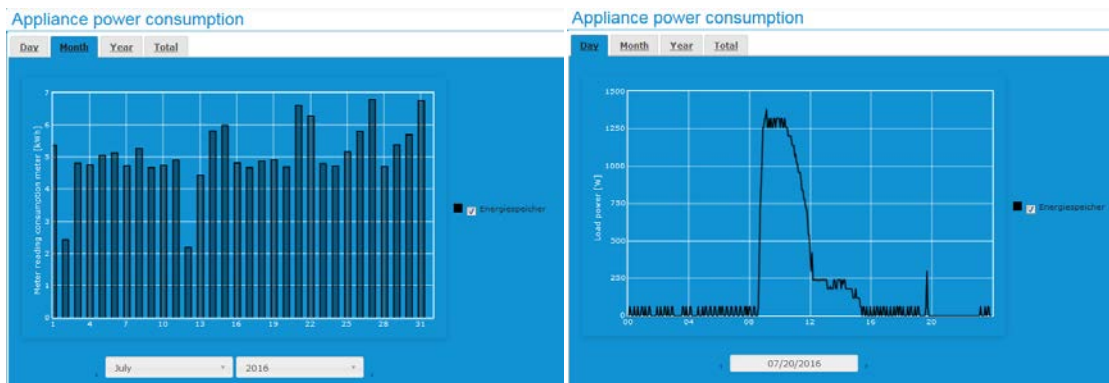 Appliance power consumption
Day Month Year Total
Meter reading consumption meter [kWh]
7
6
5
4
3
2
1
0
1 4 7 10 13 16 19 22 25 28 31
Energiespeicher
July 2016
Appliance power consumption
Day Month Year Total
Load power [W]
1500
1250
1000
750
500
250
0
00 04 08 12 16 20
Energiespeicher
07/20/2016